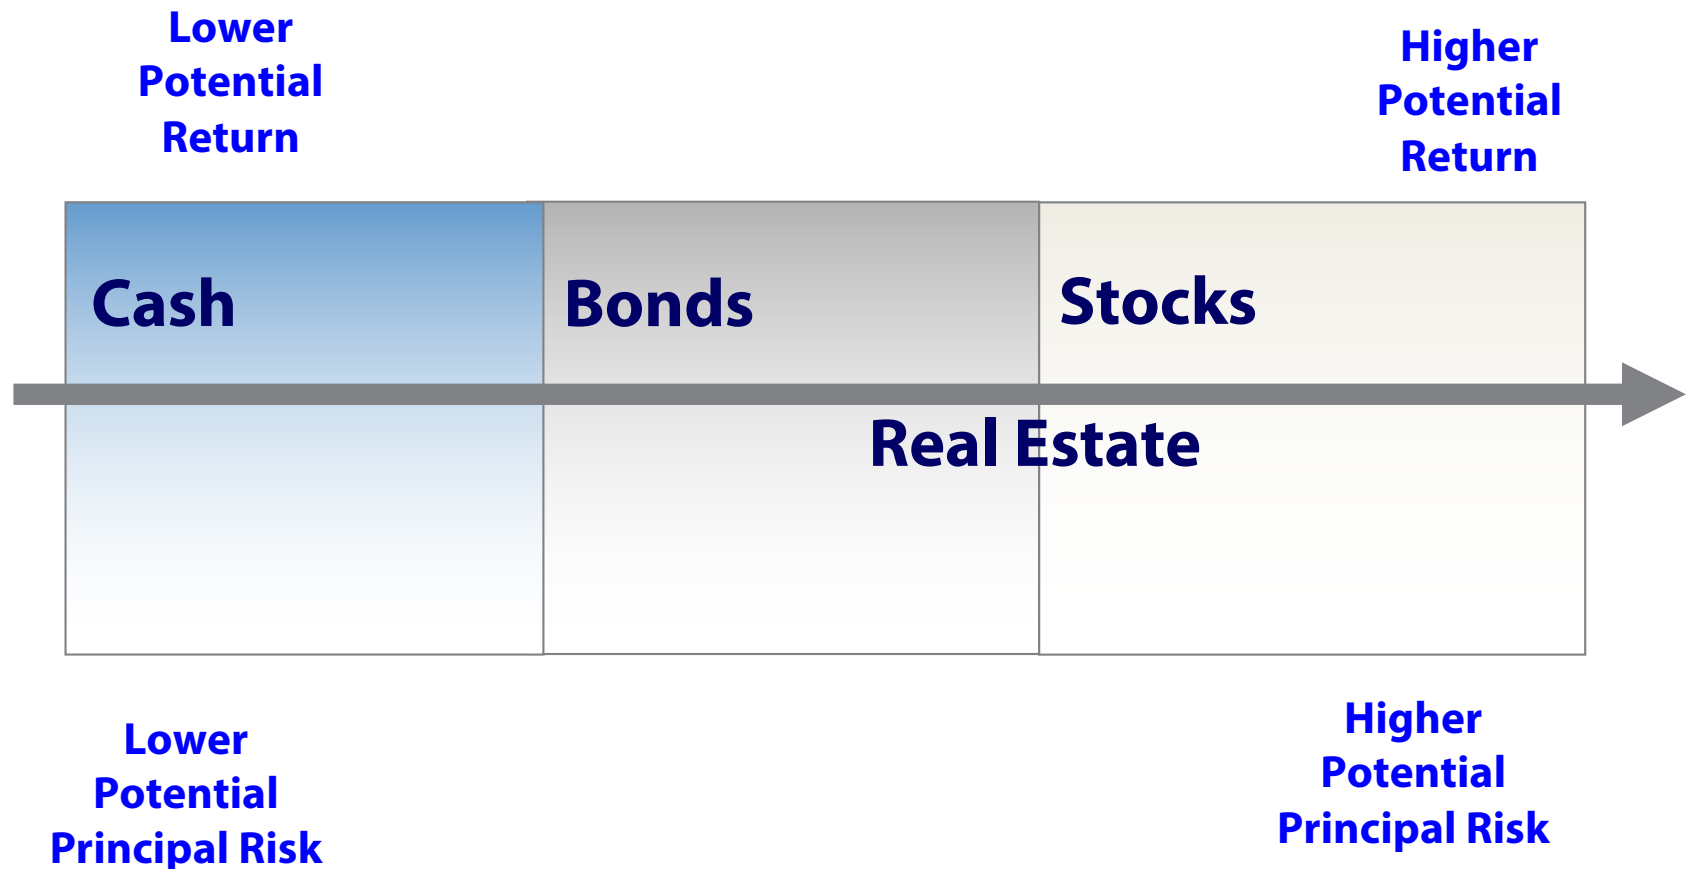 Lower
Potential
Return
Higher
Potential
Return
Cash
Bonds
Stocks
Real Estate
Lower
Potential
Principal Risk
Higher
Potential
Principal Risk